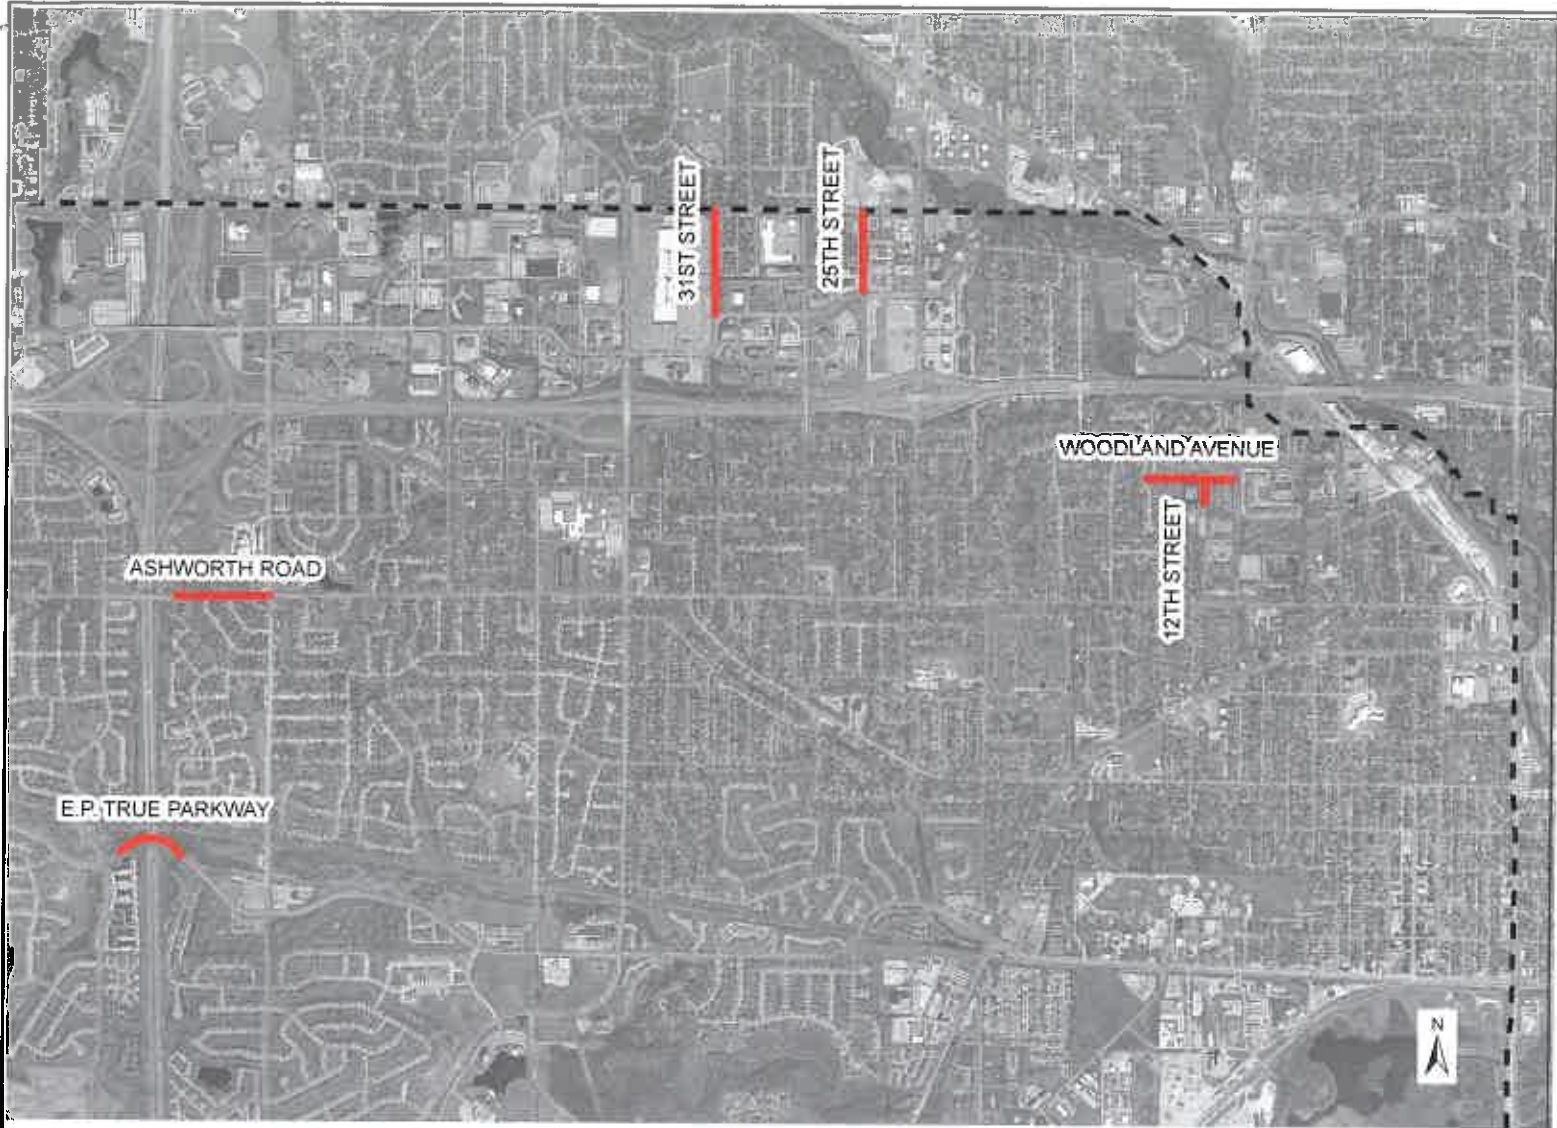 31ST STREET
25TH STREET
WOODLAND AVENUE
12TH STREET
ASHWORTH ROAD
E.P. TRUE PARKWAY
N